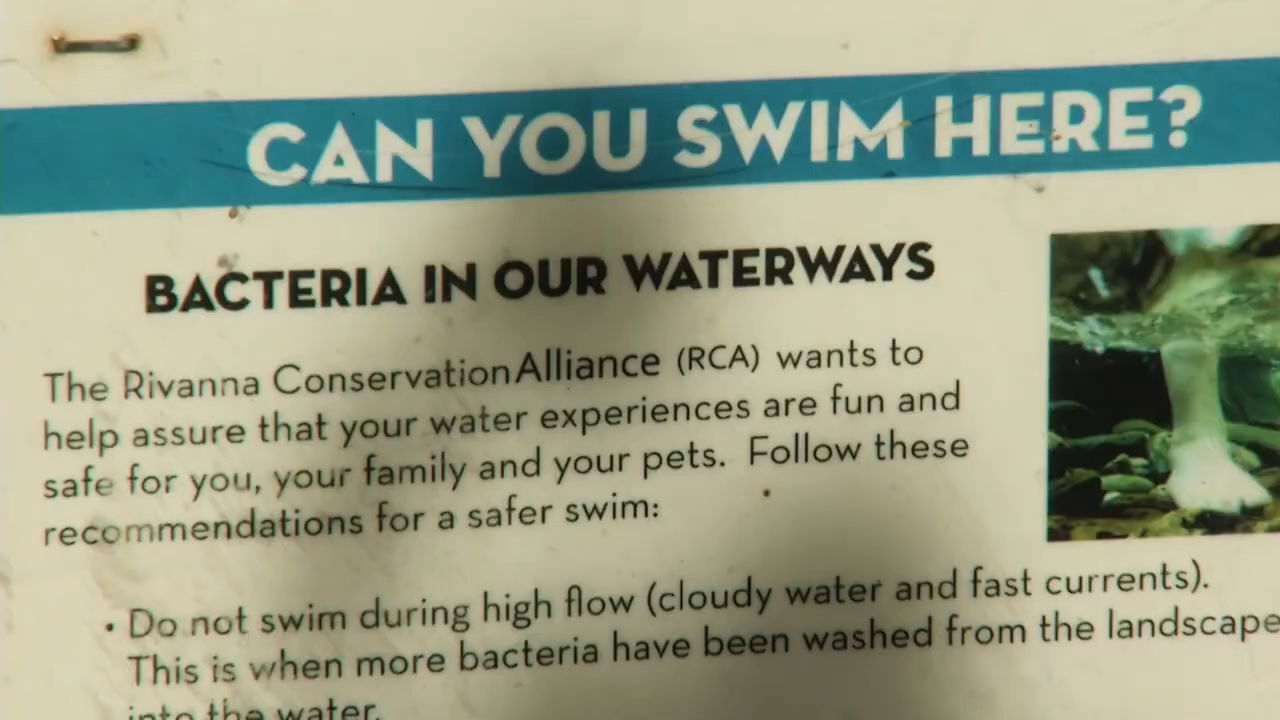 CAN YOU SWIM HERE?
BACTERIA IN OUR WATERWAYS
The Rivanna Conservation Alliance (RCA) wants to
help assure that your water experiences are fun and
safe for you, your family and your pets. Follow these
recommendations for a safer swim:
• Do not swim during high flow (cloudy water and fast currents).
This is when more bacteria have been washed from the landscape
into the water.